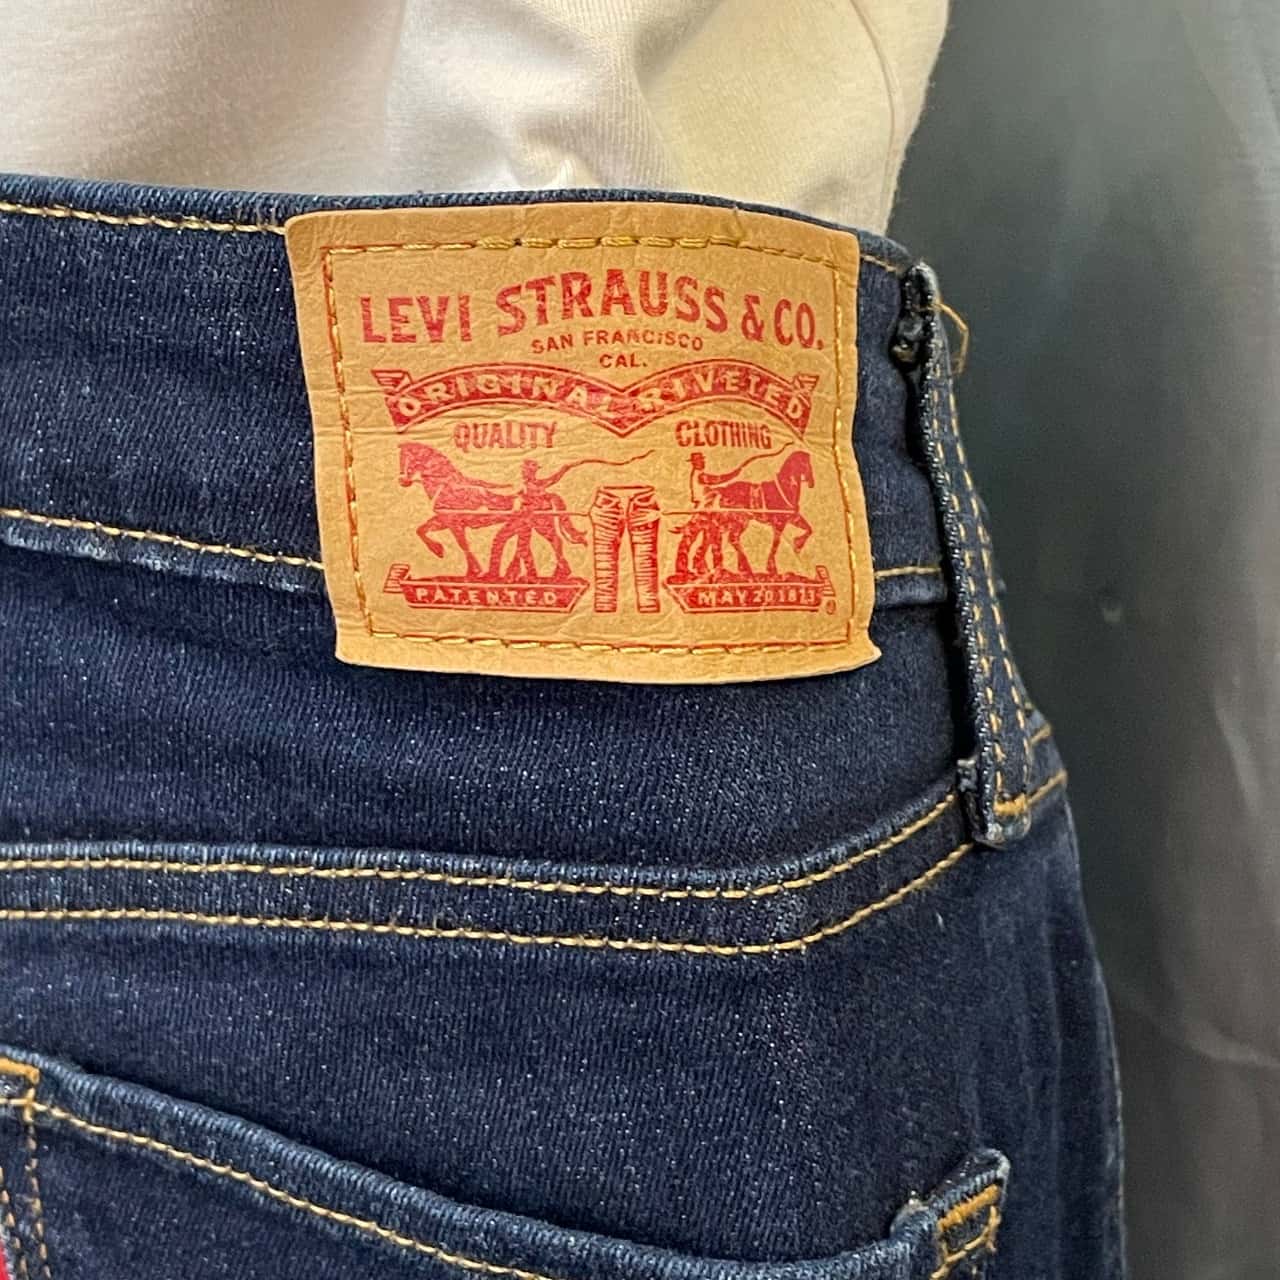 LEVI STRAUSS & CO.
SAN FRANCISCO
CAL.
ORIGINAL RIVETED
QUALITY CLOTHING
PATENTED MAY 20 1873